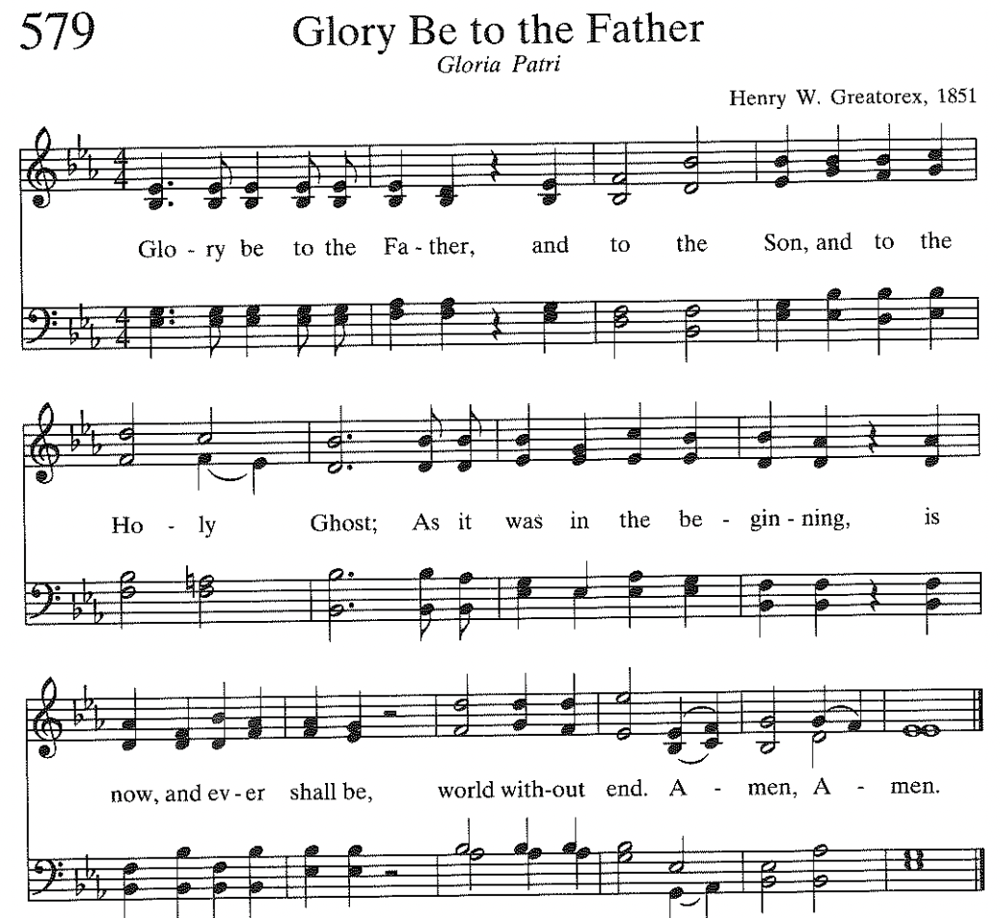 579
Glory Be to the Father
Gloria Patri
Henry W. Greatorex, 1851
Glo - ry be to the Fa - ther, and to the Son, and to the
Ho - ly Ghost; As it was in the be - gin - ning, is
now, and ev - er shall be, world with-out end. A - men, A - men.